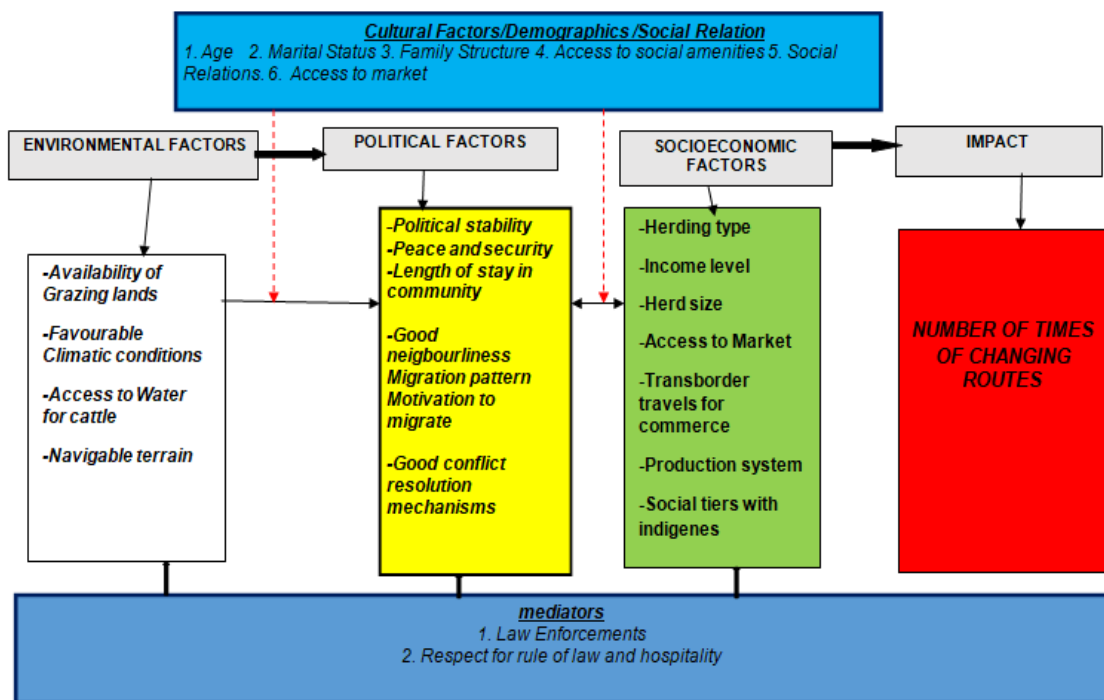 Cultural Factors/Demographics /Social Relation
1. Age 2. Marital Status 3. Family Structure 4. Access to social amenities 5. Social
Relations. 6. Access to market
ENVIRONMENTAL FACTORS
POLITICAL FACTORS
SOCIOECONOMIC
FACTORS
IMPACT
-Availability of
Grazing lands
-Favourable
Climatic conditions
-Access to Water
for cattle
-Navigable terrain
-Political stability
-Peace and security
-Length of stay in
community
-Good
neigbourliness
Migration pattern
Motivation to
migrate
-Good conflict
resolution
mechanisms
-Herding type
-Income level
-Herd size
-Access to Market
-Transborder
travels for
commerce
-Production system
-Social tiers with
indigenes
NUMBER OF TIMES
OF CHANGING
ROUTES
mediators
1. Law Enforcements
2. Respect for rule of law and hospitality